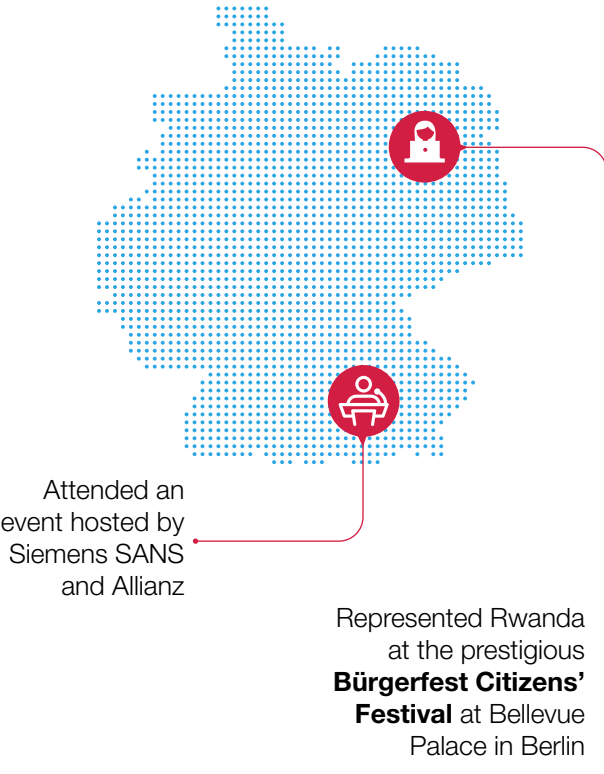 Attended an
event hosted by
Siemens SANS
and Allianz
Represented Rwanda
at the prestigious
Bürgerfest Citizens’
Festival at Bellevue
Palace in Berlin